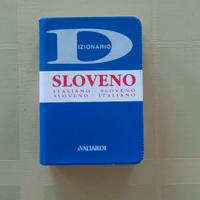 DIZIONARIO
SLOVENO
ITALIANO - SLOVENO
SLOVENO - ITALIANO
A.VALLARDI